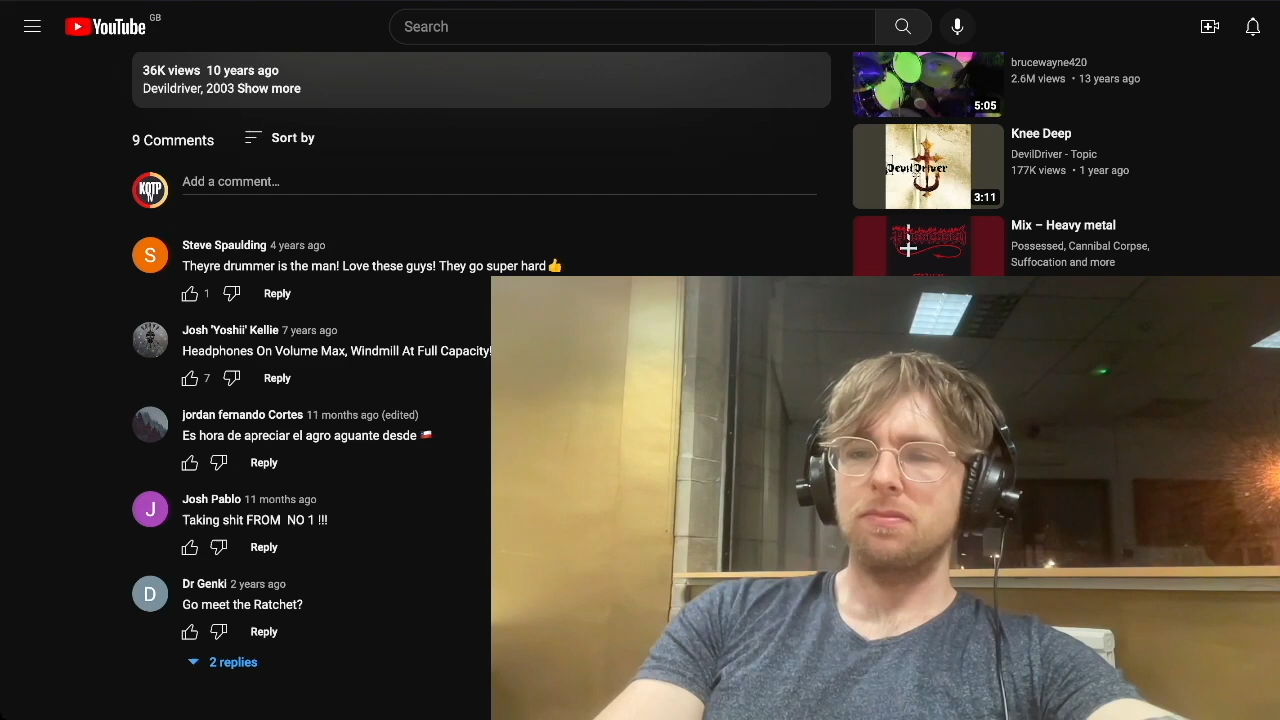 YouTube GB
Search
36K views 10 years ago
Devildriver, 2003 Show more
9 Comments
Sort by
KOTP
TV
Add a comment...
Steve Spaulding 4 years ago
Theyre drummer is the man! Love these guys! They go super hard👍
1
Reply
Josh 'Yoshii' Kellie 7 years ago
Headphones On Volume Max, Windmill At Full Capacity!
7
Reply
jordan fernando Cortes 11 months ago (edited)
Es hora de apreciar el agro aguante desde 🇨🇱
Reply
J
Josh Pablo 11 months ago
Taking shit FROM NO 1 !!!
Reply
D
Dr Genki 2 years ago
Go meet the Ratchet?
Reply
2 replies
S
brucewayne420
2.6M views • 13 years ago
5:05
DevilDriver
3:11
Knee Deep
DevilDriver - Topic
177K views • 1 year ago
Possessed
Mix – Heavy metal
Possessed, Cannibal Corpse,
Suffocation and more